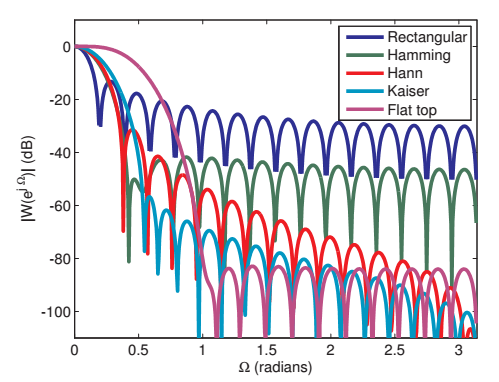 Rectangular
Hamming
Hann
Kaiser
Flat top
|W(e^{jΩ})| (dB)
0
-20
-40
-60
-80
-100
0 0.5 1 1.5 2 2.5 3
Ω (radians)